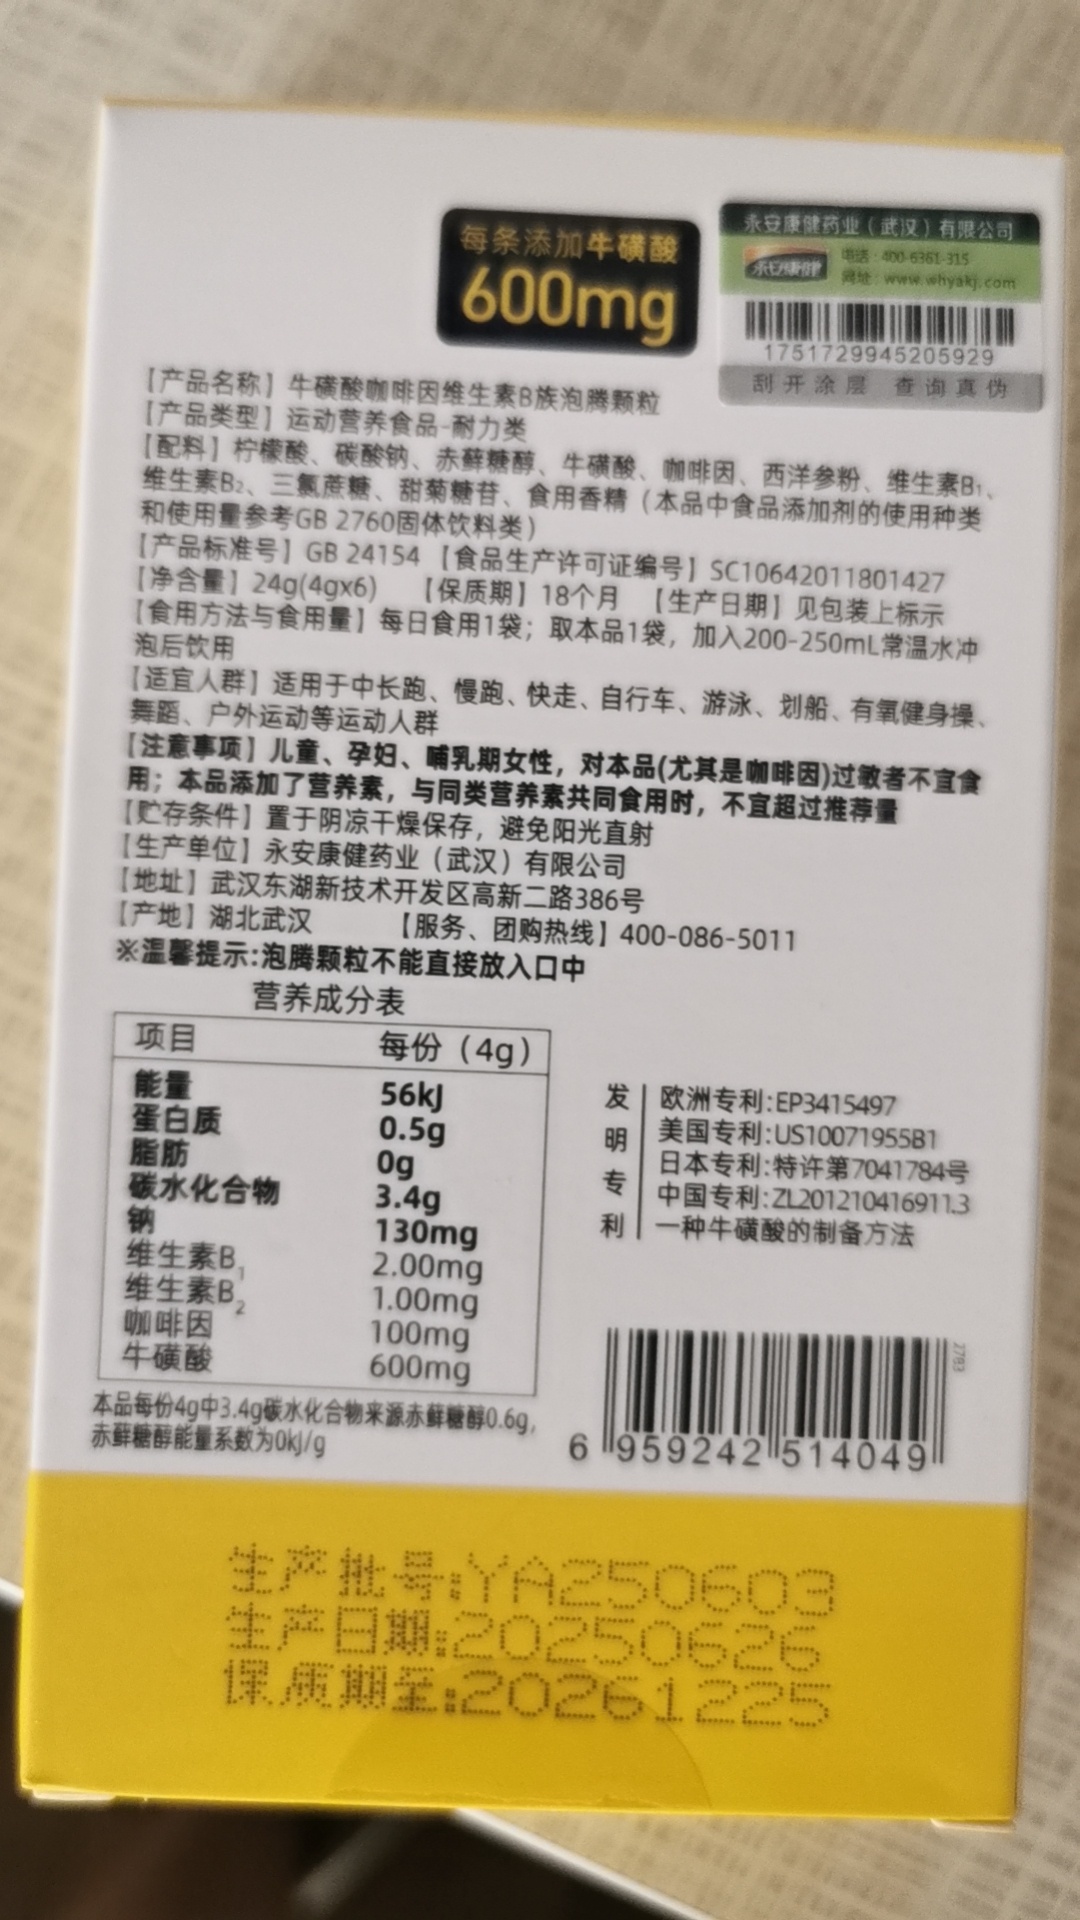 每条添加牛磺酸
600mg
永安康健药业（武汉）有限公司
永安康健
电话：400-6361-315
网址：www.whyakj.com
1751729945205929
刮开涂层 查询真伪
【产品名称】牛磺酸咖啡因维生素B族泡腾颗粒
【产品类型】运动营养食品-耐力类
【配料】柠檬酸、碳酸钠、赤藓糖醇、牛磺酸、咖啡因、西洋参粉、维生素B₁、
维生素B₂、三氯蔗糖、甜菊糖苷、食用香精（本品中食品添加剂的使用种类
和使用量参考GB 2760固体饮料类）
【产品标准号】GB 24154 【食品生产许可证编号】SC10642011801427
【净含量】24g(4gx6) 【保质期】18个月 【生产日期】见包装上标示
【食用方法与食用量】每日食用1袋；取本品1袋，加入200-250mL常温水冲
泡后饮用
【适宜人群】适用于中长跑、慢跑、快走、自行车、游泳、划船、有氧健身操、
舞蹈、户外运动等运动人群
【注意事项】儿童、孕妇、哺乳期女性，对本品(尤其是咖啡因)过敏者不宜食
用；本品添加了营养素，与同类营养素共同食用时，不宜超过推荐量
【贮存条件】置于阴凉干燥保存，避免阳光直射
【生产单位】永安康健药业（武汉）有限公司
【地址】武汉东湖新技术开发区高新二路386号
【产地】湖北武汉 【服务、团购热线】400-086-5011
※温馨提示:泡腾颗粒不能直接放入口中
营养成分表
项目 每份（4g）
能量 56kJ
蛋白质 0.5g
脂肪 0g
碳水化合物 3.4g
钠 130mg
维生素B₁ 2.00mg
维生素B₂ 1.00mg
咖啡因 100mg
牛磺酸 600mg
本品每份4g中3.4g碳水化合物来源赤藓糖醇0.6g,
赤藓糖醇能量系数为0kJ/g
发明专利
欧洲专利:EP3415497
美国专利:US10071955B1
日本专利:特许第7041784号
中国专利:ZL201210416911.3
一种牛磺酸的制备方法
2783
6 959242 514049
生产批号:YA250603
生产日期:20250626
保质期至:20261225